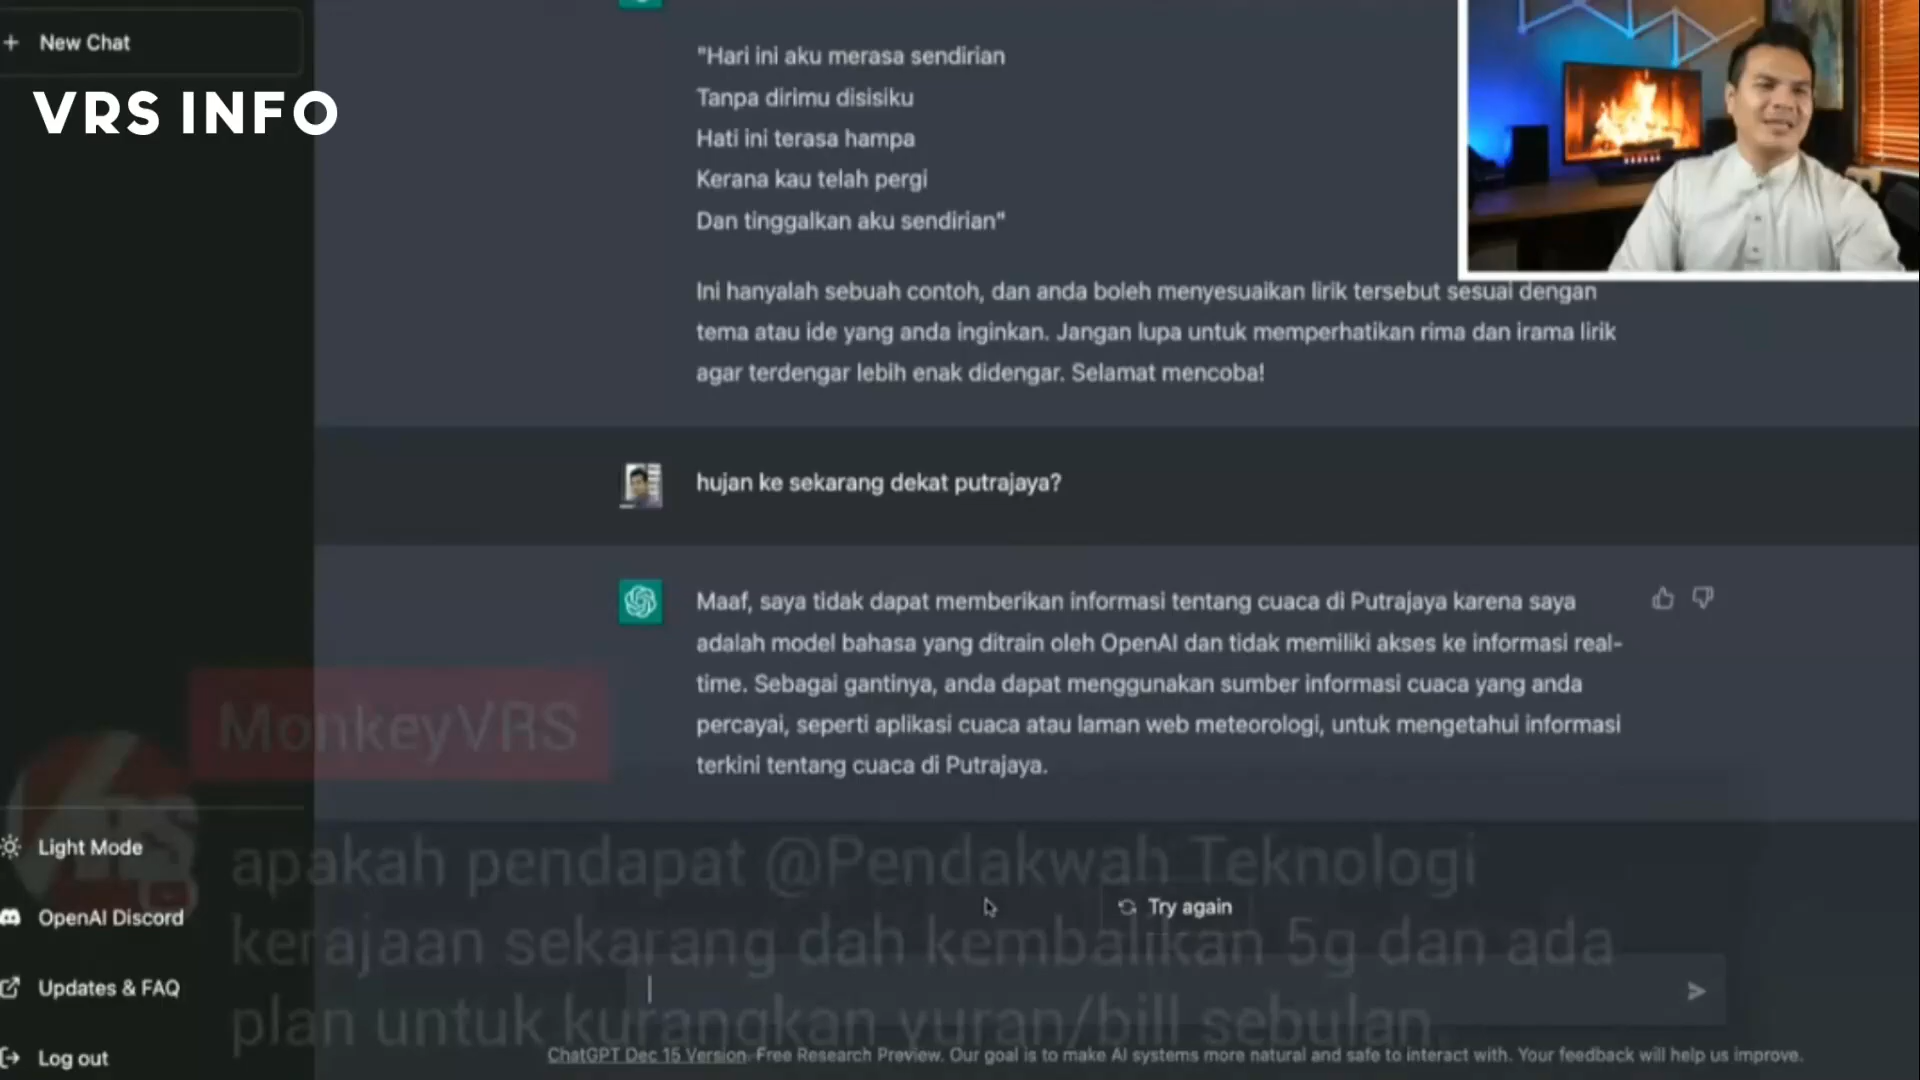 New Chat
VRS INFO
"Hari ini aku merasa sendirian
Tanpa dirimu disisiku
Hati ini terasa hampa
Kerana kau telah pergi
Dan tinggalkan aku sendirian"
Ini hanyalah sebuah contoh, dan anda boleh menyesuaikan lirik tersebut sesuai dengan
tema atau ide yang anda inginkan. Jangan lupa untuk memperhatikan rima dan irama lirik
agar terdengar lebih enak didengar. Selamat mencoba!
hujan ke sekarang dekat putrajaya?
Maaf, saya tidak dapat memberikan informasi tentang cuaca di Putrajaya karena saya
adalah model bahasa yang ditrain oleh OpenAI dan tidak memiliki akses ke informasi real-
time. Sebagai gantinya, anda dapat menggunakan sumber informasi cuaca yang anda
percayai, seperti aplikasi cuaca atau laman web meteorologi, untuk mengetahui informasi
terkini tentang cuaca di Putrajaya.
MonkeyVRS
apakah pendapat @Pendakwah Teknologi
kerajaan sekarang dah kembalikan 5g dan ada
plan untuk kurangkan yuran/bill sebulan.
Try again
Light Mode
OpenAI Discord
Updates & FAQ
Log out
ChatGPT Dec 15 Version. Free Research Preview. Our goal is to make AI systems more natural and safe to interact with. Your feedback will help us improve.